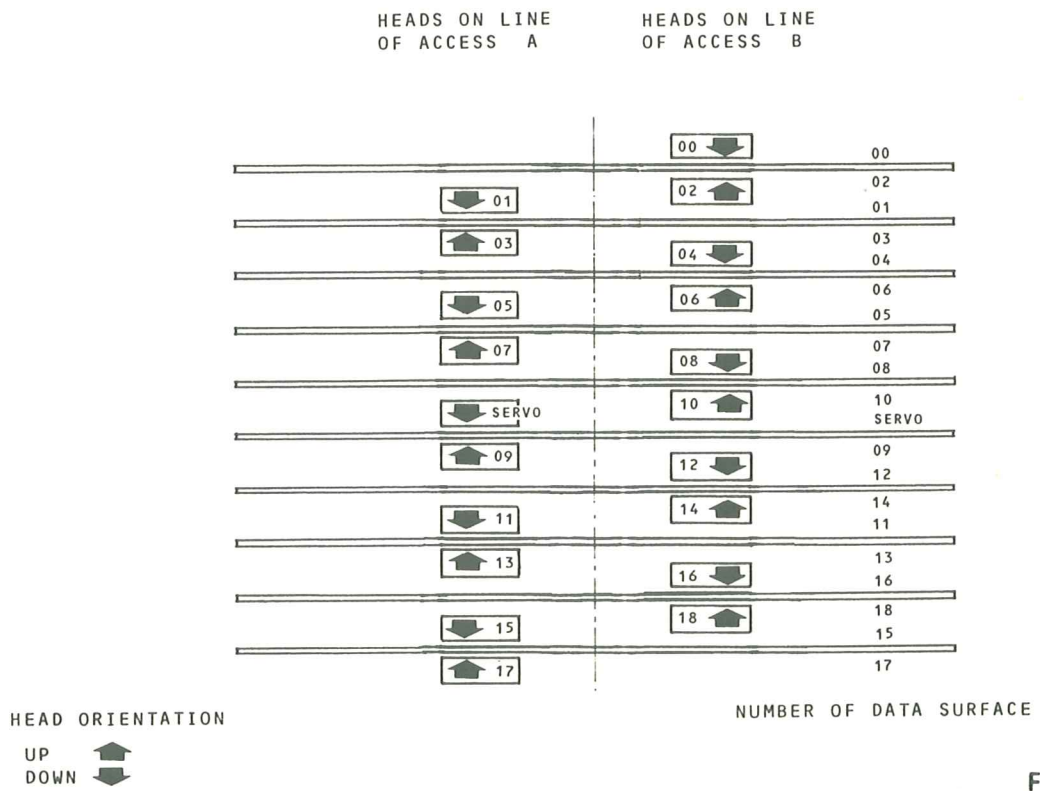 HEADS ON LINE
OF ACCESS A
HEADS ON LINE
OF ACCESS B
00 00
02 02
01 01
03 03
04 04
06 06
05 05
07 07
08 08
10 10
SERVO SERVO
09 09
12 12
14 14
11 11
13 13
16 16
18 18
15 15
17 17
HEAD ORIENTATION
UP
DOWN
NUMBER OF DATA SURFACE
F